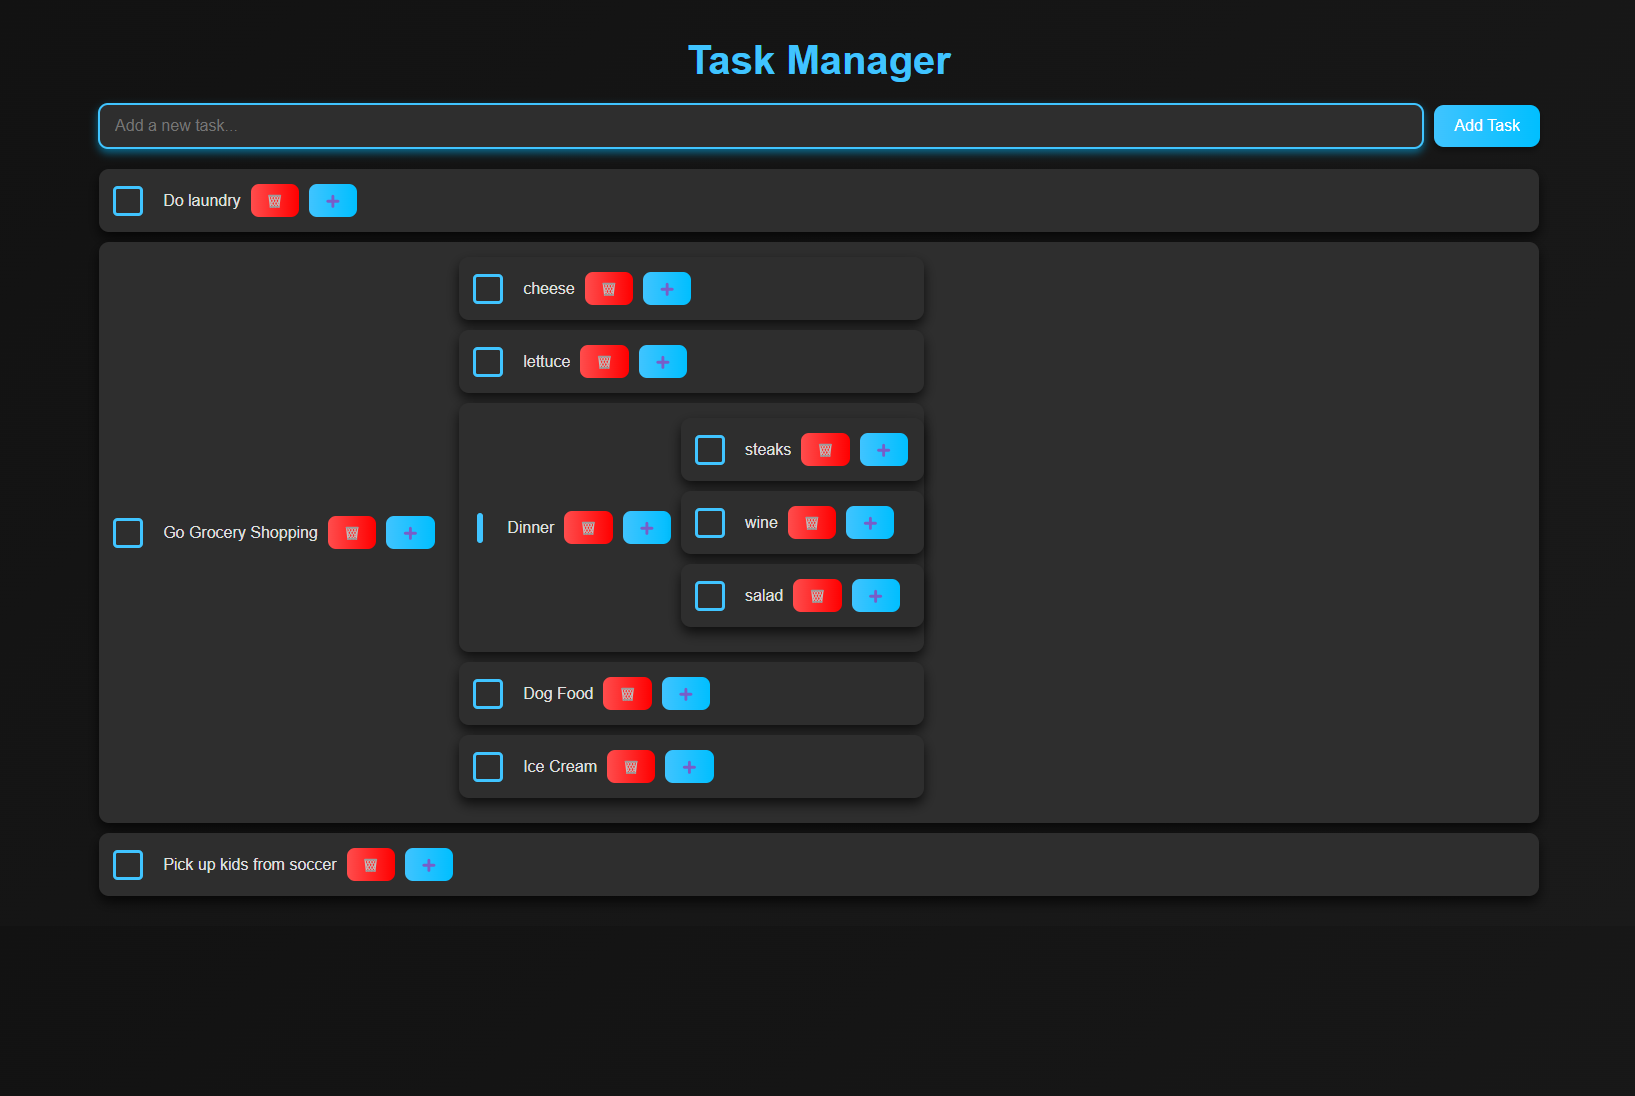 Task Manager
Add a new task...
Add Task
Do laundry
Go Grocery Shopping
cheese
lettuce
Dinner
steaks
wine
salad
Dog Food
Ice Cream
Pick up kids from soccer